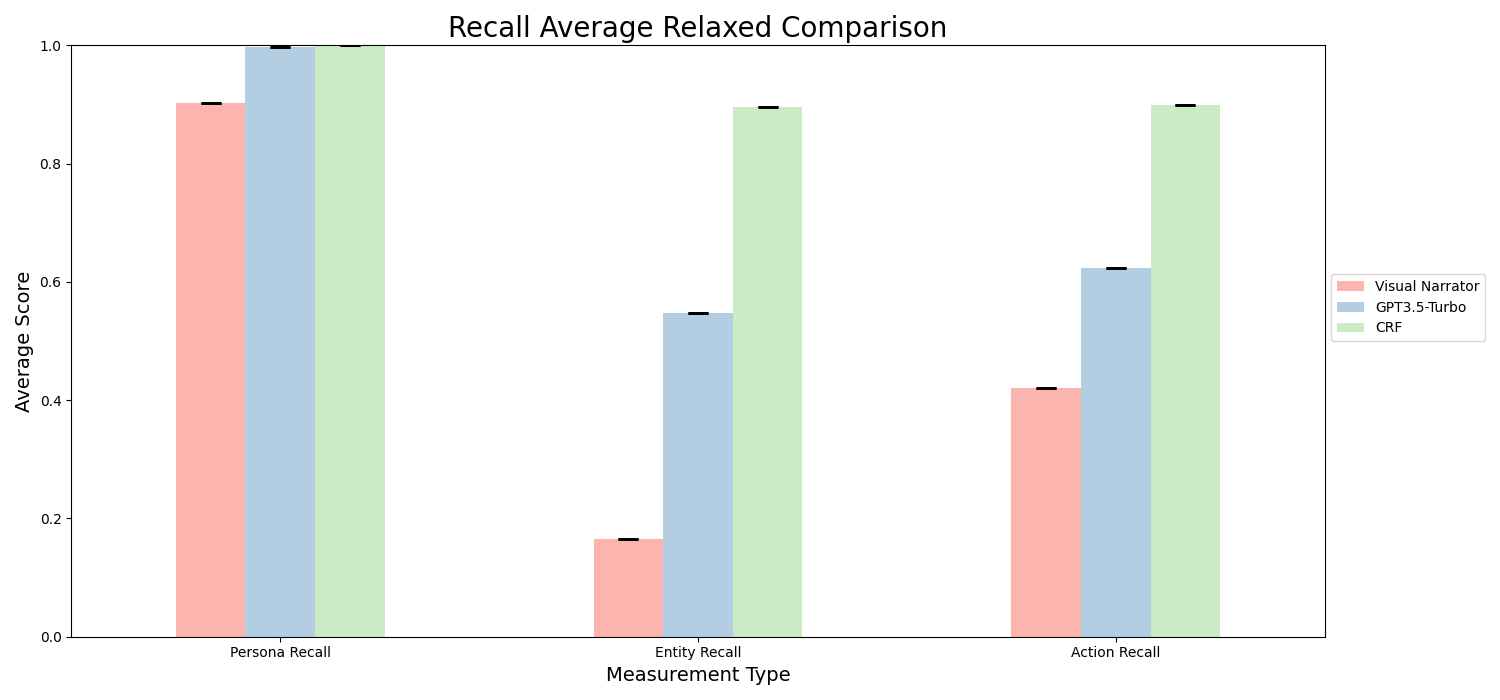 Recall Average Relaxed Comparison
1.0
0.8
0.6
0.4
0.2
0.0
Average Score
Persona Recall
Entity Recall
Action Recall
Measurement Type
Visual Narrator
GPT3.5-Turbo
CRF